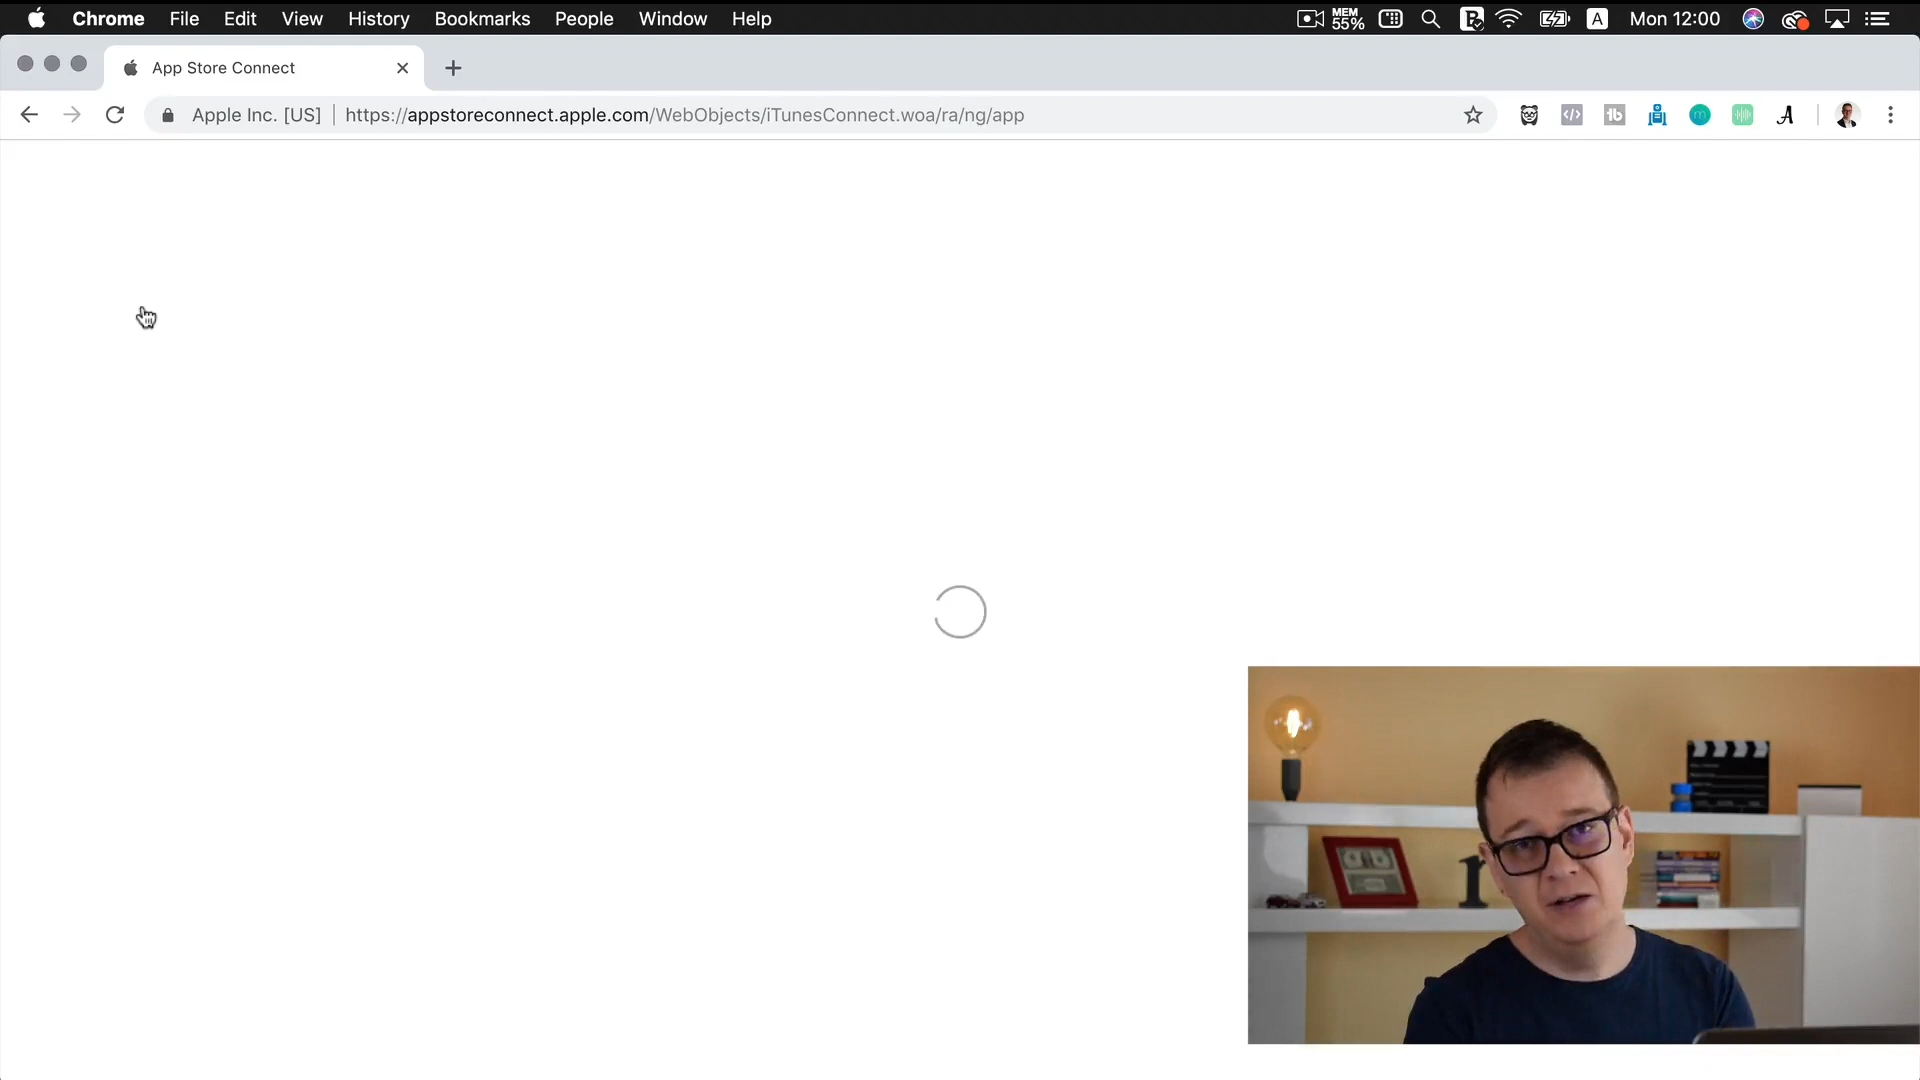 Chrome File Edit View History Bookmarks People Window Help MEM 55% A Mon 12:00
App Store Connect
Apple Inc. [US] https://appstoreconnect.apple.com/WebObjects/iTunesConnect.woa/ra/ng/app